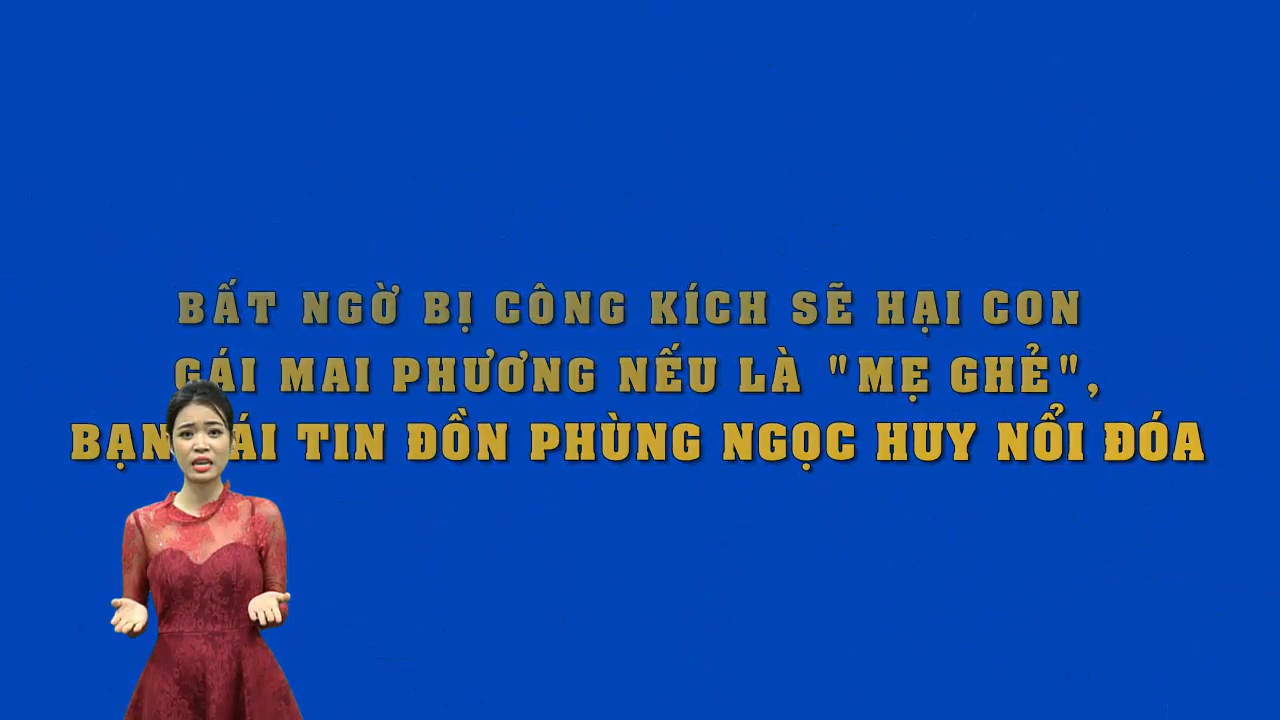 BẤT NGỜ BỊ CÔNG KÍCH SẼ HẠI CON
GÁI MAI PHƯƠNG NẾU LÀ "MẸ GHẺ",
BẠN GÁI TIN ĐỒN PHÙNG NGỌC HUY NỔI ĐÓA